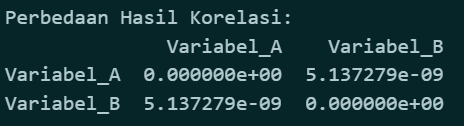 Perbedaan Hasil Korelasi:
Variabel_A Variabel_B
Variabel_A 0.000000e+00 5.137279e-09
Variabel_B 5.137279e-09 0.000000e+00